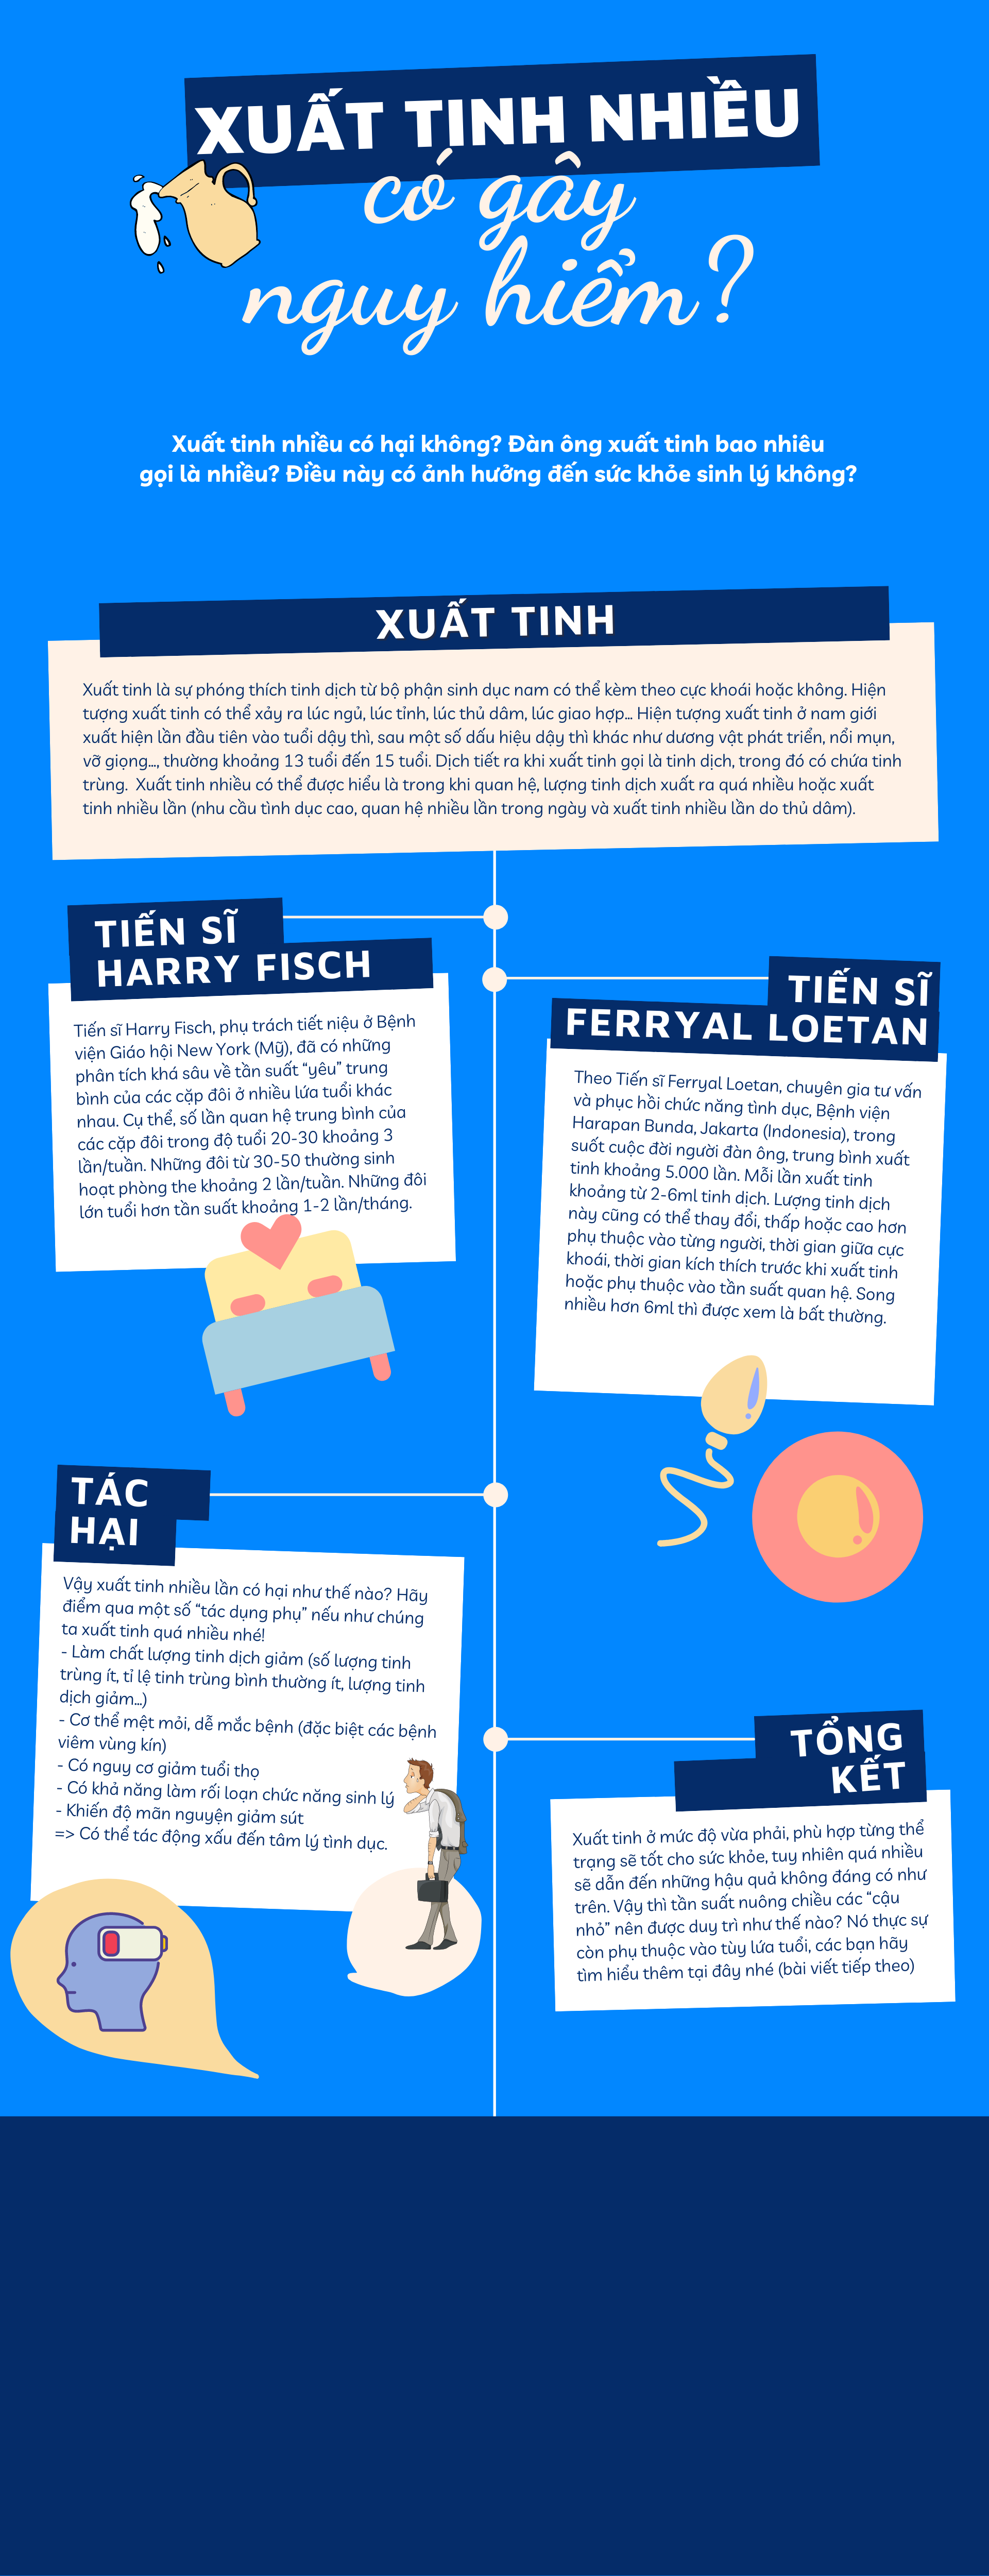 XUẤT TINH NHIỀU
có gây
nguy hiểm?
Xuất tinh nhiều có hại không? Đàn ông xuất tinh bao nhiêu
gọi là nhiều? Điều này có ảnh hưởng đến sức khỏe sinh lý không?
XUẤT TINH
Xuất tinh là sự phóng thích tinh dịch từ bộ phận sinh dục nam có thể kèm theo cực khoái hoặc không. Hiện
tượng xuất tinh có thể xảy ra lúc ngủ, lúc tỉnh, lúc thủ dâm, lúc giao hợp... Hiện tượng xuất tinh ở nam giới
xuất hiện lần đầu tiên vào tuổi dậy thì, sau một số dấu hiệu dậy thì khác như dương vật phát triển, nổi mụn,
vỡ giọng..., thường khoảng 13 tuổi đến 15 tuổi. Dịch tiết ra khi xuất tinh gọi là tinh dịch, trong đó có chứa tinh
trùng. Xuất tinh nhiều có thể được hiểu là trong khi quan hệ, lượng tinh dịch xuất ra quá nhiều hoặc xuất
tinh nhiều lần (nhu cầu tình dục cao, quan hệ nhiều lần trong ngày và xuất tinh nhiều lần do thủ dâm).
TIẾN SĨ
HARRY FISCH
Tiến sĩ Harry Fisch, phụ trách tiết niệu ở Bệnh
viện Giáo hội New York (Mỹ), đã có những
phân tích khá sâu về tần suất “yêu” trung
bình của các cặp đôi ở nhiều lứa tuổi khác
nhau. Cụ thể, số lần quan hệ trung bình của
các cặp đôi trong độ tuổi 20-30 khoảng 3
lần/tuần. Những đôi từ 30-50 thường sinh
hoạt phòng the khoảng 2 lần/tuần. Những đôi
lớn tuổi hơn tần suất khoảng 1-2 lần/tháng.
TIẾN SĨ
FERRYAL LOETAN
Theo Tiến sĩ Ferryal Loetan, chuyên gia tư vấn
và phục hồi chức năng tình dục, Bệnh viện
Harapan Bunda, Jakarta (Indonesia), trong
suốt cuộc đời người đàn ông, trung bình xuất
tinh khoảng 5.000 lần. Mỗi lần xuất tinh
khoảng từ 2-6ml tinh dịch. Lượng tinh dịch
này cũng có thể thay đổi, thấp hoặc cao hơn
phụ thuộc vào từng người, thời gian giữa cực
khoái, thời gian kích thích trước khi xuất tinh
hoặc phụ thuộc vào tần suất quan hệ. Song
nhiều hơn 6ml thì được xem là bất thường.
TÁC
HẠI
Vậy xuất tinh nhiều lần có hại như thế nào? Hãy
điểm qua một số “tác dụng phụ” nếu như chúng
ta xuất tinh quá nhiều nhé!
- Làm chất lượng tinh dịch giảm (số lượng tinh
trùng ít, tỉ lệ tinh trùng bình thường ít, lượng tinh
dịch giảm...)
- Cơ thể mệt mỏi, dễ mắc bệnh (đặc biệt các bệnh
viêm vùng kín)
- Có nguy cơ giảm tuổi thọ
- Có khả năng làm rối loạn chức năng sinh lý
- Khiến độ mãn nguyện giảm sút
=> Có thể tác động xấu đến tâm lý tình dục.
TỔNG
KẾT
Xuất tinh ở mức độ vừa phải, phù hợp từng thể
trạng sẽ tốt cho sức khỏe, tuy nhiên quá nhiều
sẽ dẫn đến những hậu quả không đáng có như
trên. Vậy thì tần suất nuông chiều các “cậu
nhỏ” nên được duy trì như thế nào? Nó thực sự
còn phụ thuộc vào tùy lứa tuổi, các bạn hãy
tìm hiểu thêm tại đây nhé (bài viết tiếp theo)